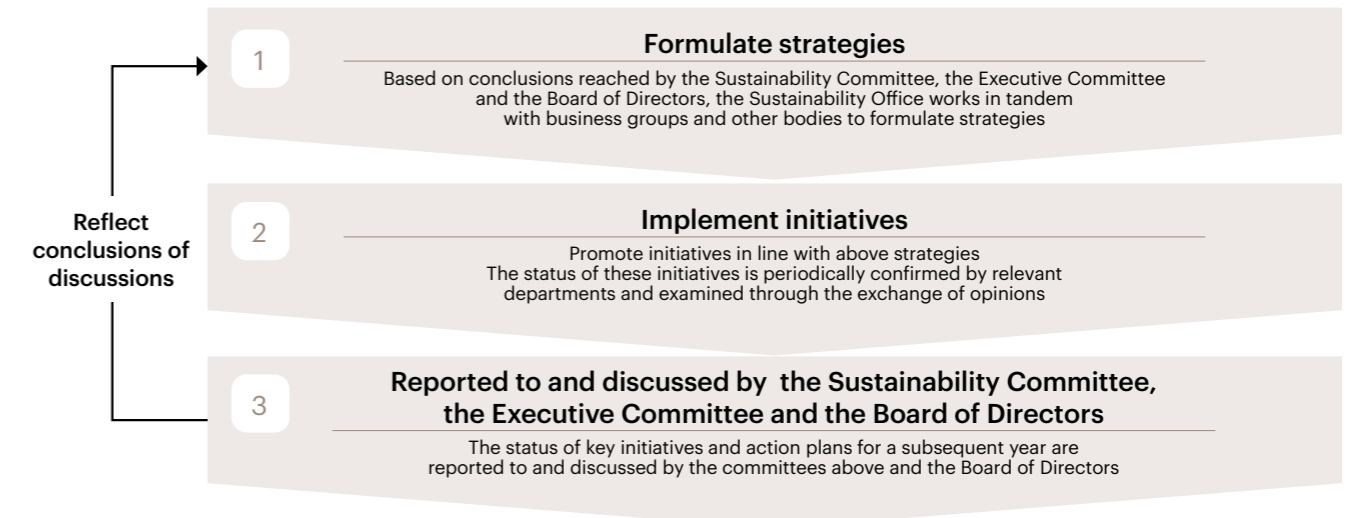 1
Formulate strategies
Based on conclusions reached by the Sustainability Committee, the Executive Committee
and the Board of Directors, the Sustainability Office works in tandem
with business groups and other bodies to formulate strategies
Reflect
conclusions of
discussions
2
Implement initiatives
Promote initiatives in line with above strategies
The status of these initiatives is periodically confirmed by relevant
departments and examined through the exchange of opinions
3
Reported to and discussed by  the Sustainability Committee,
the Executive Committee and the Board of Directors
The status of key initiatives and action plans for a subsequent year are
reported to and discussed by the committees above and the Board of Directors